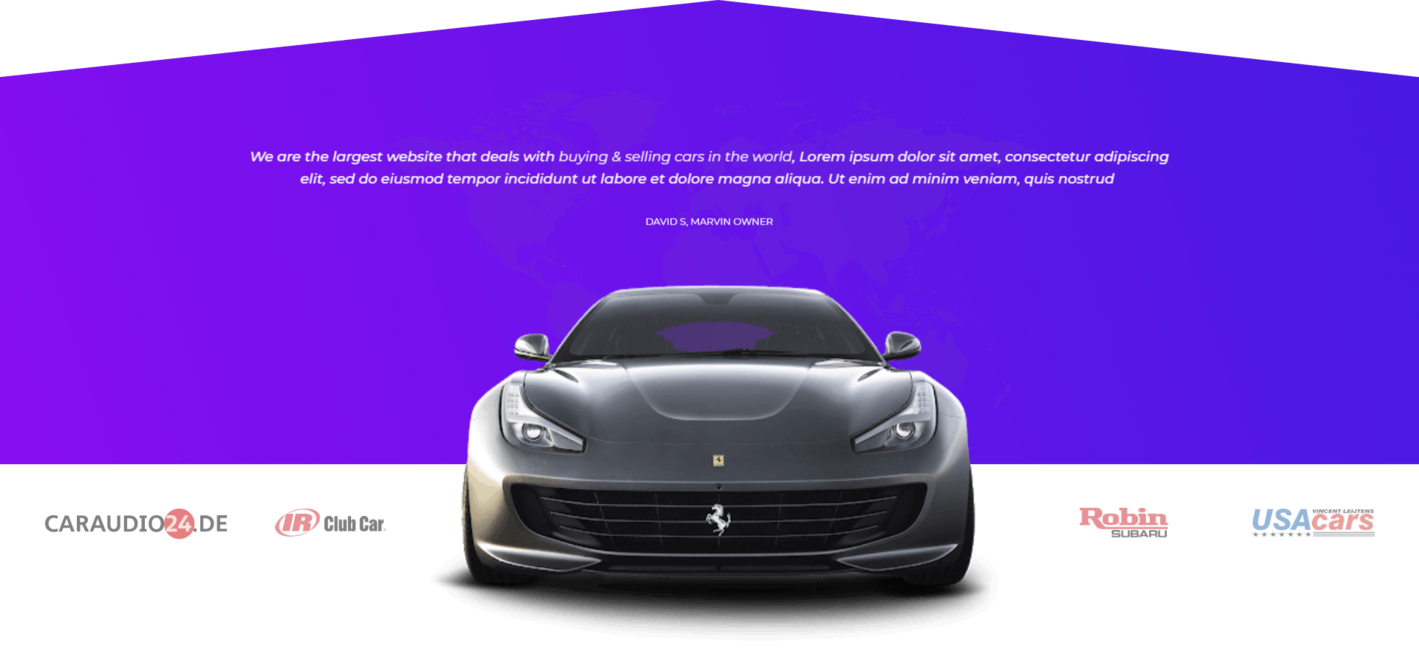 We are the largest website that deals with buying & selling cars in the world, Lorem ipsum dolor sit amet, consectetur adipiscing
elit, sed do eiusmod tempor incididunt ut labore et dolore magna aliqua. Ut enim ad minim veniam, quis nostrud
DAVID S, MARVIN OWNER
CARAUDIO24.DE
IR Club Car.
Robin
SUBARU
VINCENT LEIJTENS
USAcars